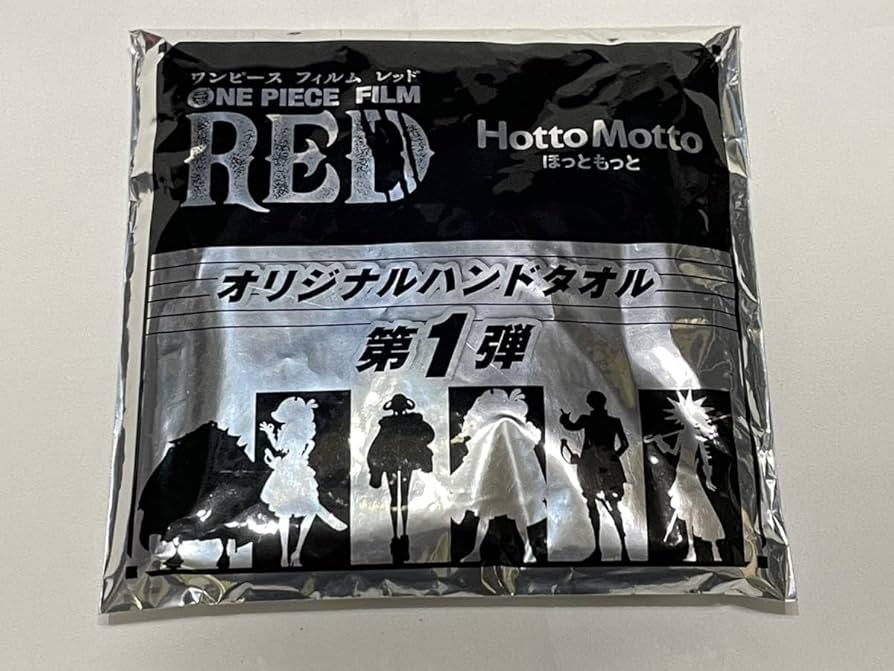 ワンピース フィルム レッド
ONE PIECE FILM
RED
HottoMotto
ほっともっと
オリジナルハンドタオル
第1弾